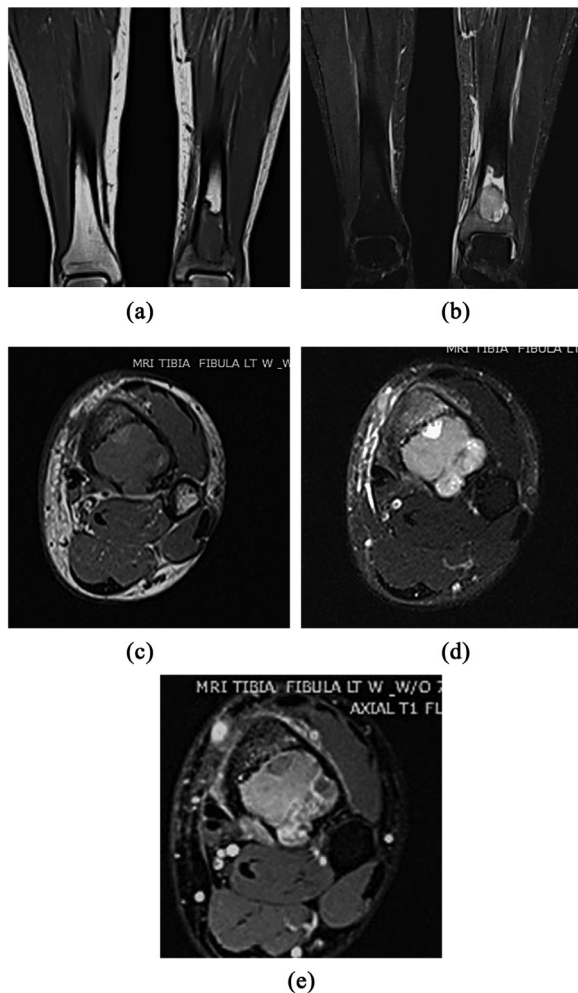 (a)
(b)
MRI TIBIA FIBULA LT W _W
MRI TIBIA FIBULA LT
(c)
(d)
MRI TIBIA FIBULA LT W _W/O
AXIAL T1 FL
(e)